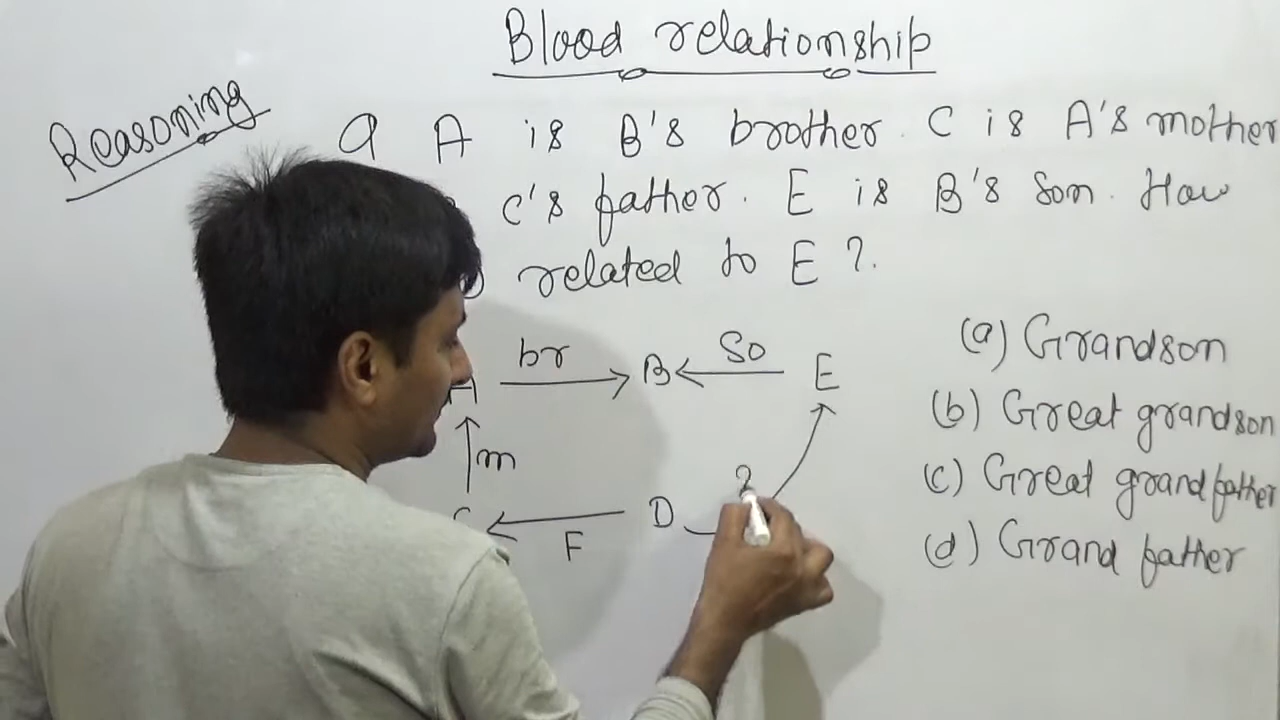 Blood relationship
Reasoning
Q A is B's brother. C is A's mother
C's father. E is B's son. How
related to E ?.
A br B so E
m
F D ?
(a) Grandson
(b) Great grandson
(c) Great grandfather
(d) Grand father